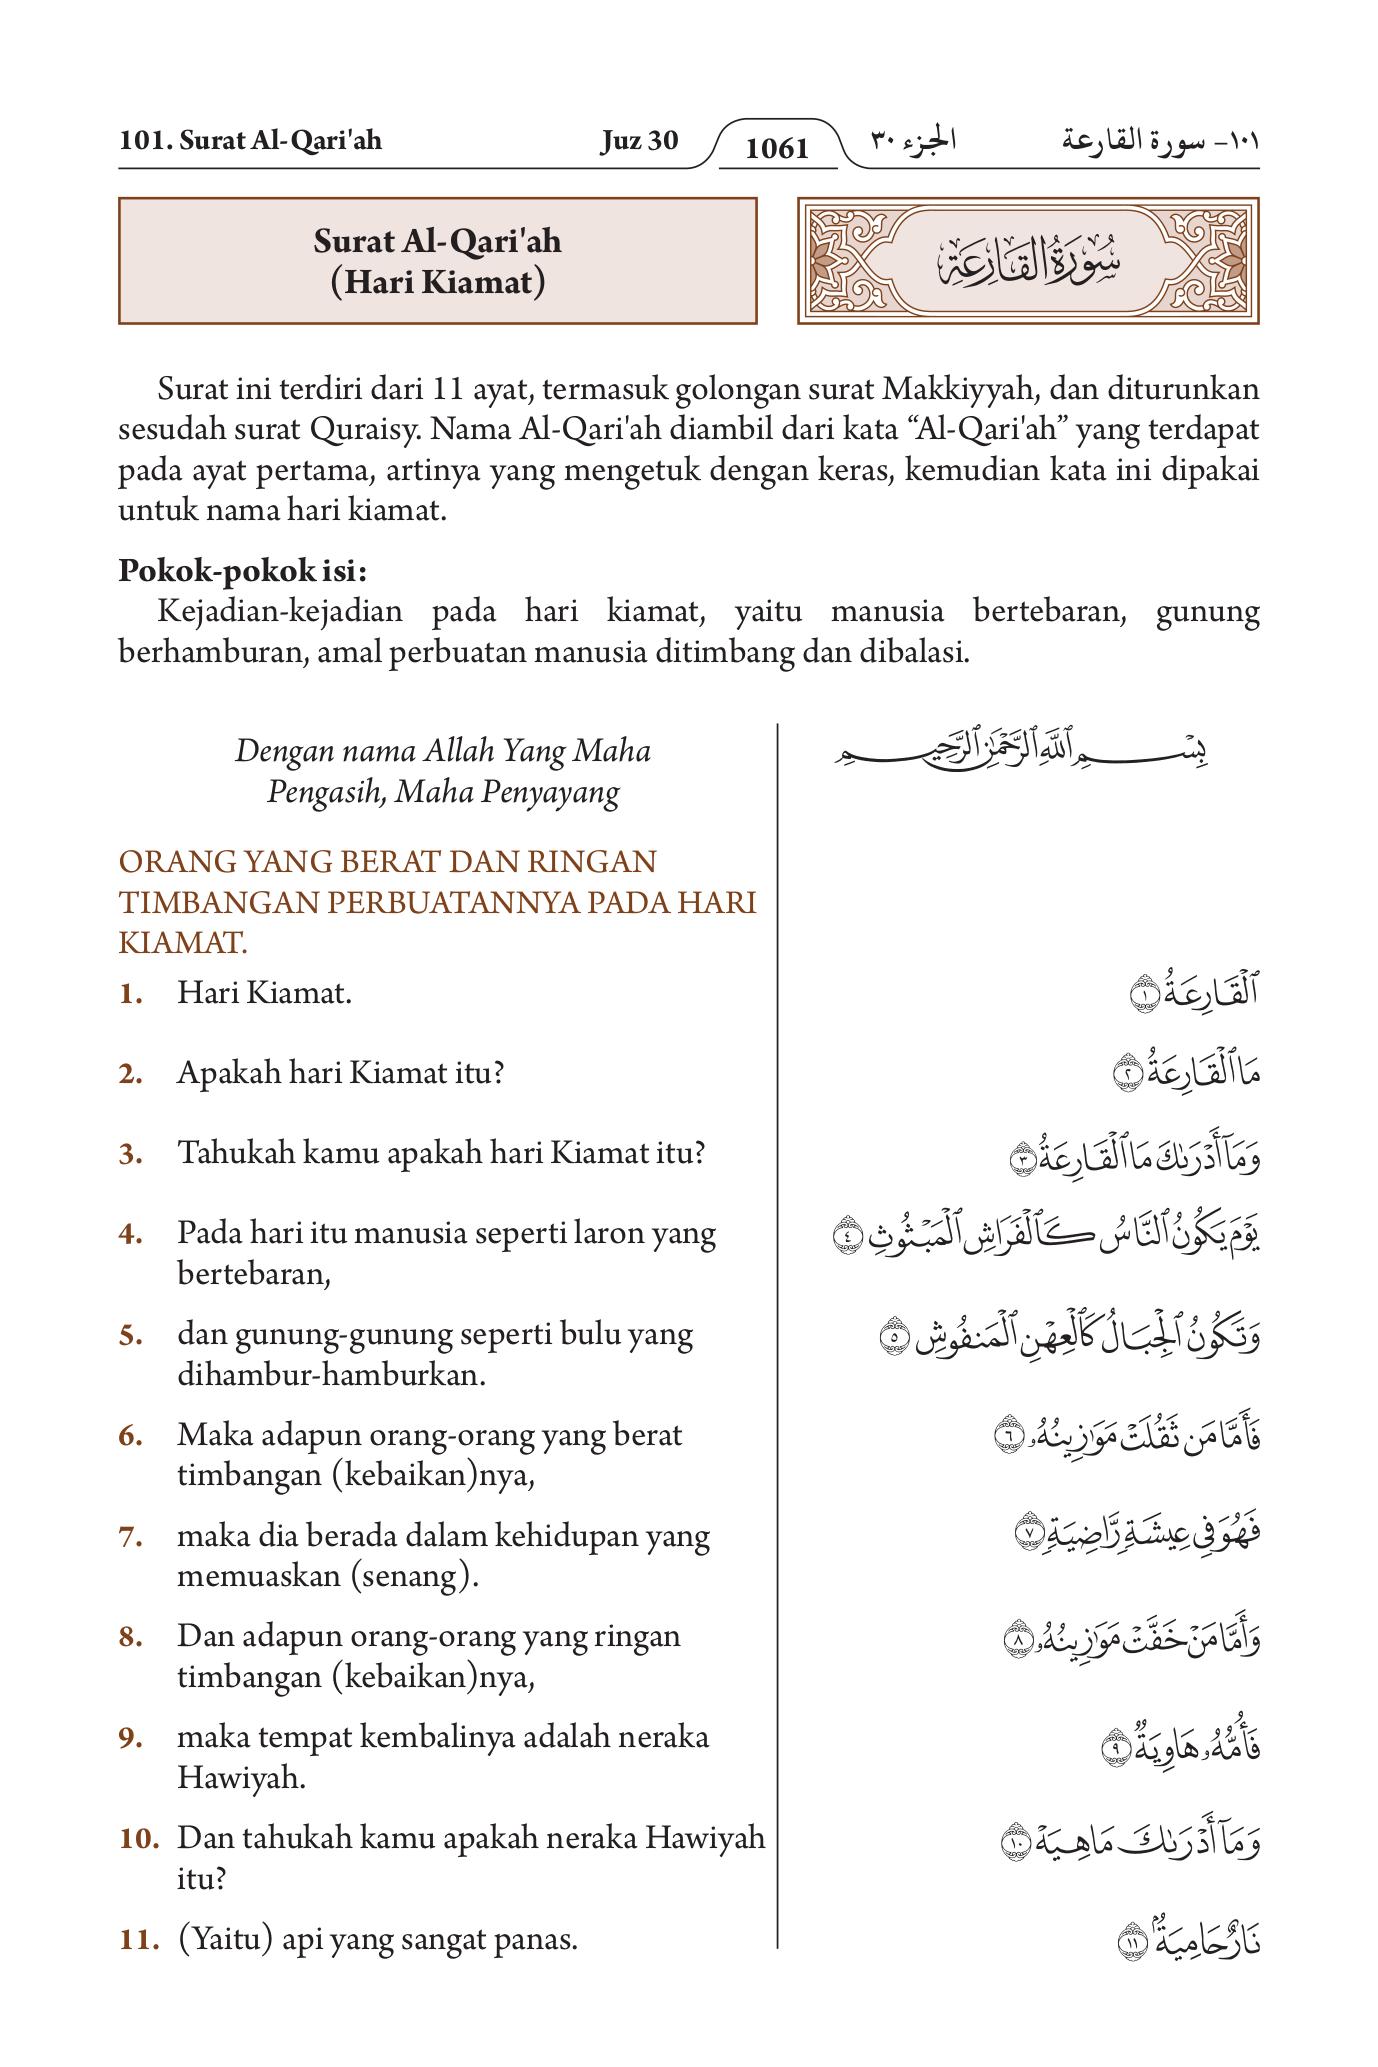 101. Surat Al-Qari'ah Juz 30 1061 الجزء ٣٠ ١٠١- سورة القارعة
Surat Al-Qari'ah
(Hari Kiamat)
سُورَةُ القَارِعَةِ
Surat ini terdiri dari 11 ayat, termasuk golongan surat Makkiyyah, dan diturunkan
sesudah surat Quraisy. Nama Al-Qari'ah diambil dari kata “Al-Qari'ah” yang terdapat
pada ayat pertama, artinya yang mengetuk dengan keras, kemudian kata ini dipakai
untuk nama hari kiamat.
Pokok-pokok isi:
Kejadian-kejadian pada hari kiamat, yaitu manusia bertebaran, gunung
berhamburan, amal perbuatan manusia ditimbang dan dibalasi.
Dengan nama Allah Yang Maha
Pengasih, Maha Penyayang
بِسْمِ ٱللَّهِ ٱلرَّحْمَٰنِ ٱلرَّحِيمِ
ORANG YANG BERAT DAN RINGAN
TIMBANGAN PERBUATANNYA PADA HARI
KIAMAT.
1. Hari Kiamat.
ٱلْقَارِعَةُ ١
2. Apakah hari Kiamat itu?
مَا ٱلْقَارِعَةُ ٢
3. Tahukah kamu apakah hari Kiamat itu?
وَمَآ أَدْرَىٰكَ مَا ٱلْقَارِعَةُ ٣
4. Pada hari itu manusia seperti laron yang
bertebaran,
يَوْمَ يَكُونُ ٱلنَّاسُ كَٱلْفَرَاشِ ٱلْمَبْثُوثِ ٤
5. dan gunung-gunung seperti bulu yang
dihambur-hamburkan.
وَتَكُونُ ٱلْجِبَالُ كَٱلْعِهْنِ ٱلْمَنفُوشِ ٥
6. Maka adapun orang-orang yang berat
timbangan (kebaikan)nya,
فَأَمَّا مَن ثَقُلَتْ مَوَٰزِينُهُۥ ٦
7. maka dia berada dalam kehidupan yang
memuaskan (senang).
فَهُوَ فِى عِيشَةٍ رَّاضِيَةٍ ٧
8. Dan adapun orang-orang yang ringan
timbangan (kebaikan)nya,
وَأَمَّا مَنْ خَفَّتْ مَوَٰزِينُهُۥ ٨
9. maka tempat kembalinya adalah neraka
Hawiyah.
فَأُمُّهُۥ هَاوِيَةٌ ٩
10. Dan tahukah kamu apakah neraka Hawiyah
itu?
وَمَآ أَدْرَىٰكَ مَا هِيَهْ ١٠
11. (Yaitu) api yang sangat panas.
نَارٌ حَامِيَةٌۢ ١١